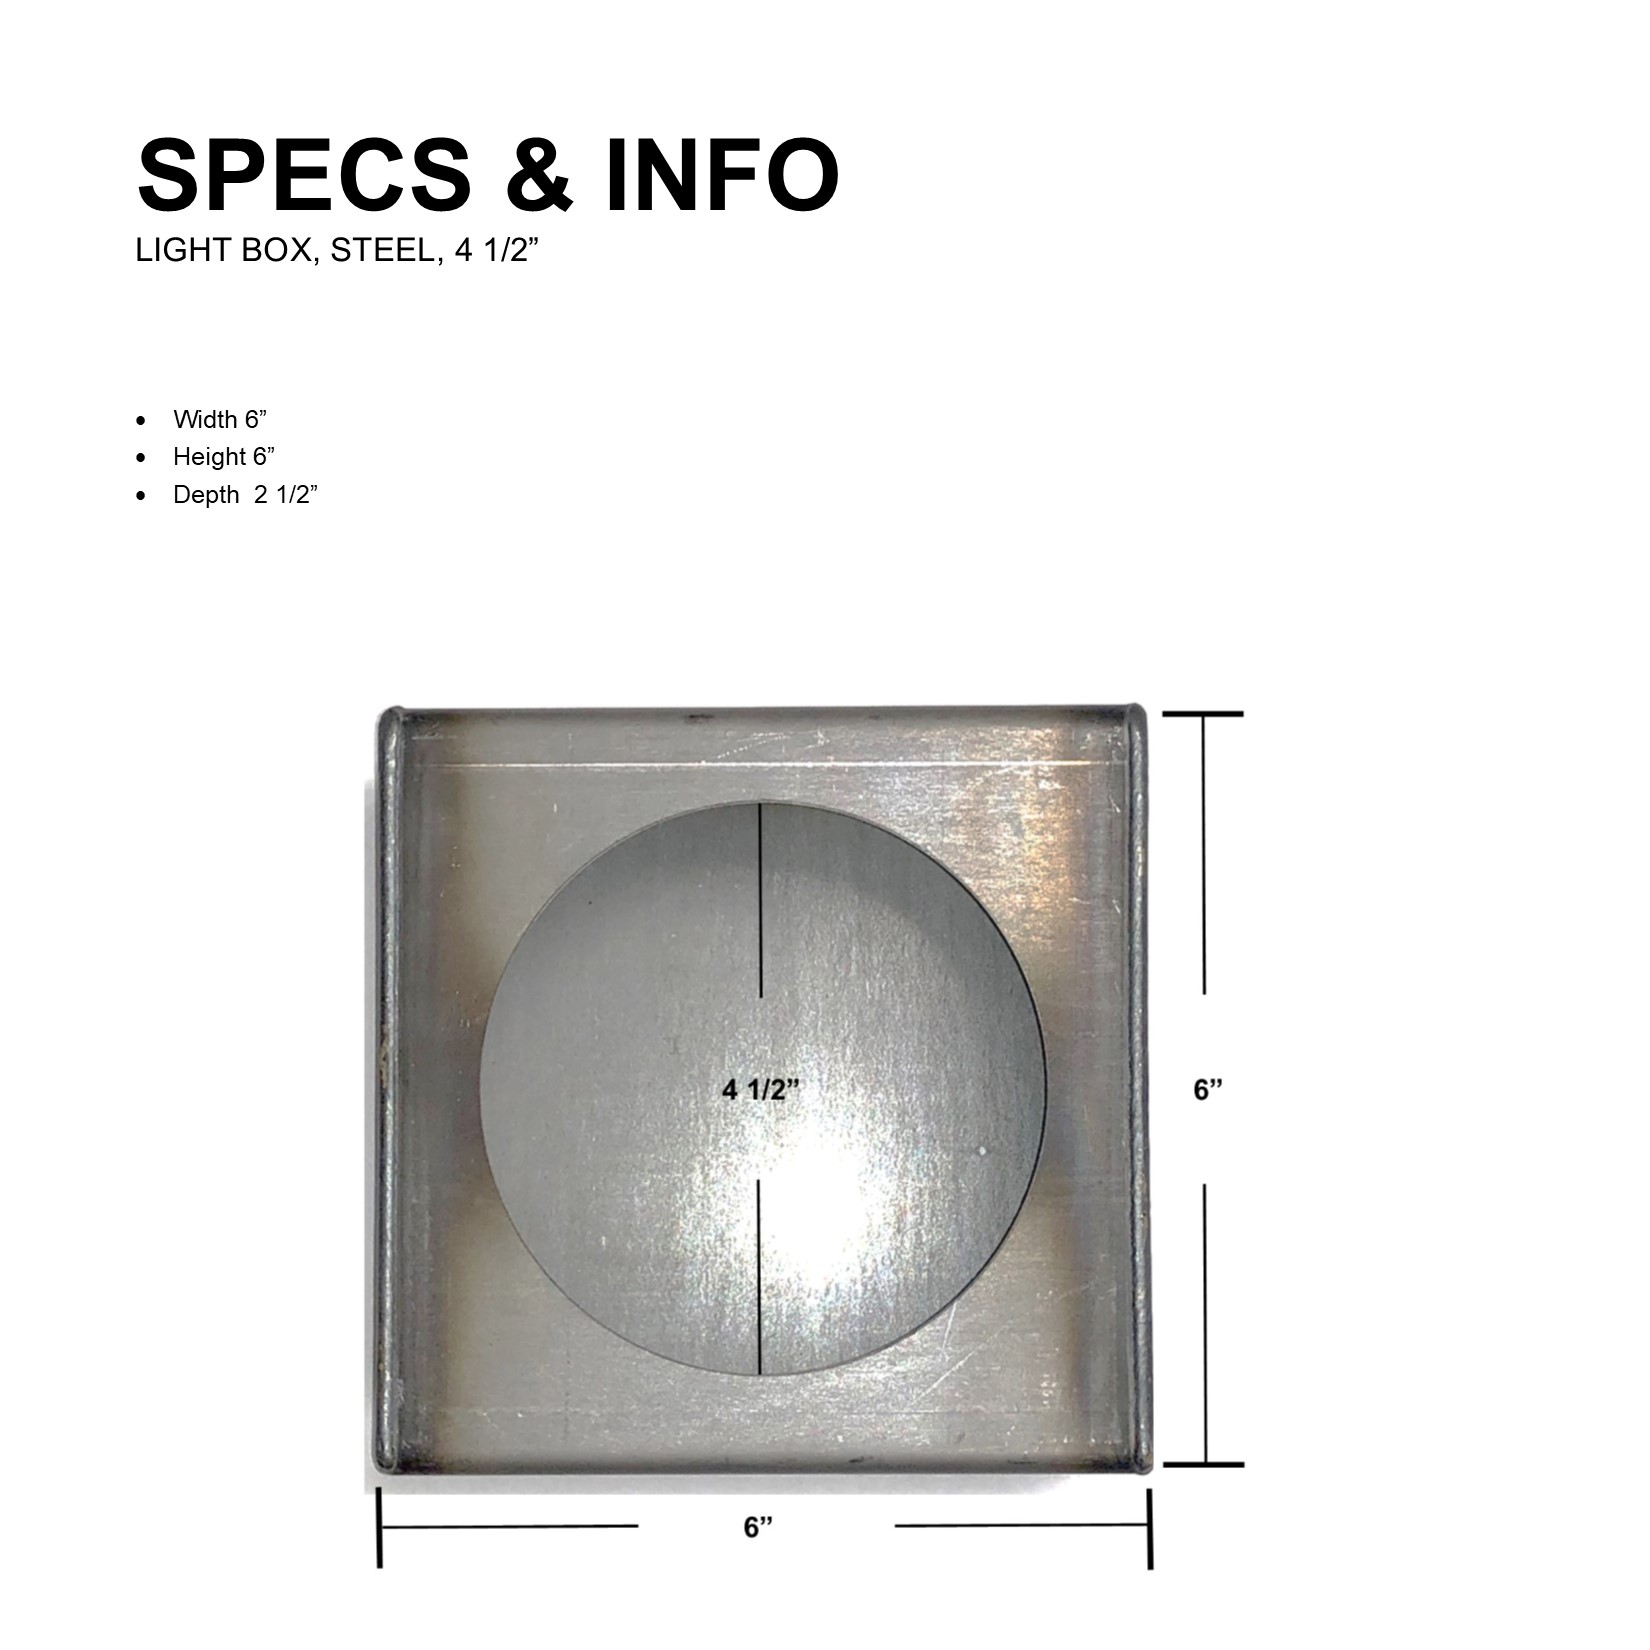 SPECS & INFO
LIGHT BOX, STEEL, 4 1/2”
• Width 6”
• Height 6”
• Depth  2 1/2”
4 1/2”
6”
6”